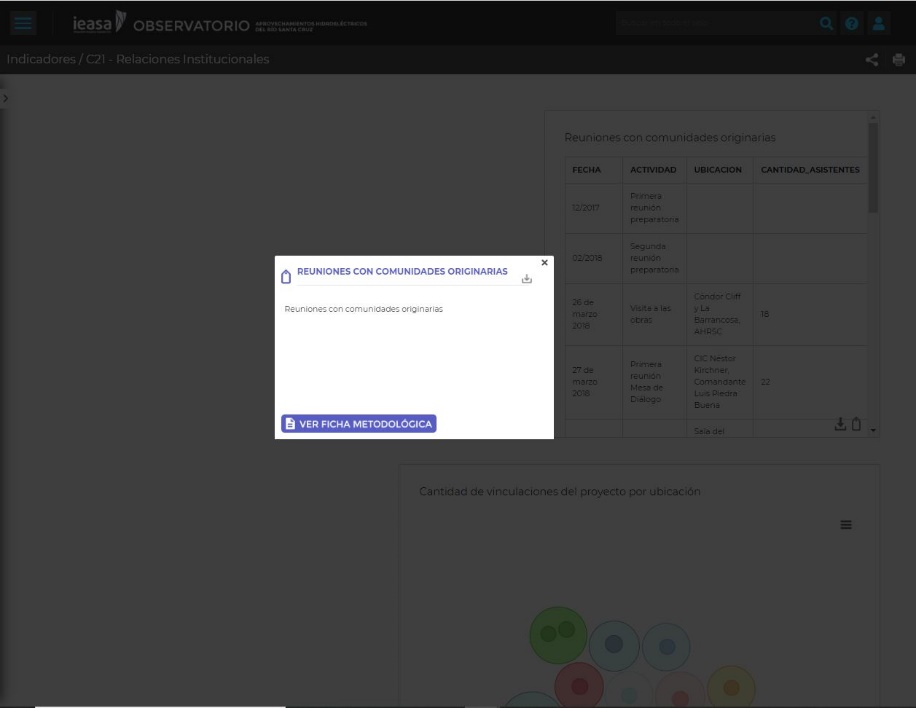 ieasa OBSERVATORIO APROVECHAMIENTOS HIDROELÉCTRICOS
DEL RÍO SANTA CRUZ
Indicadores / C21 - Relaciones Institucionales
Reuniones con comunidades originarias
FECHA ACTIVIDAD UBICACION CANTIDAD_ASISTENTES
12/2017 Primera reunión preparatoria
02/2018 Segunda reunión preparatoria
26 de marzo 2018 Visita a las obras Cóndor Cliff y La Barrancosa, AHRSC 18
27 de marzo 2018 Primera reunión Mesa de Diálogo CIC Nestor Kirchner, Comandante Luis Piedra Buena 22
Sala del
×
REUNIONES CON COMUNIDADES ORIGINARIAS
Reuniones con comunidades originarias
VER FICHA METODOLÓGICA
Cantidad de vinculaciones del proyecto por ubicación